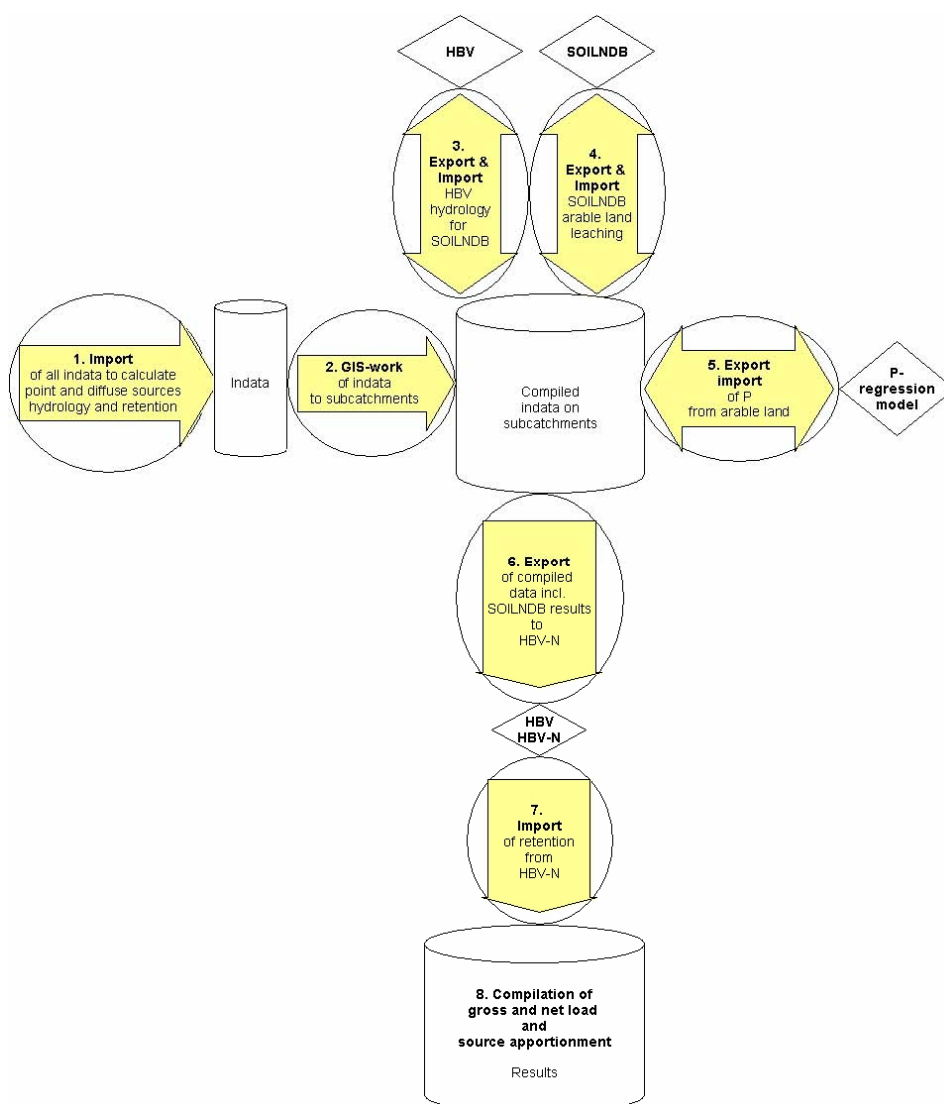 HBV
SOILNDB
3.
Export &
Import
HBV
hydrology
for
SOILNDB
4.
Export &
Import
SOILNDB
arable land
leaching
1. Import
of all indata to calculate
point and diffuse sources
hydrology and retention
Indata
2. GIS-work
of indata
to subcatchments
Compiled
indata on
subcatchments
5. Export
import
of P
from arable land
P-
regression
model
6. Export
of compiled
data incl.
SOILNDB results
to
HBV-N
HBV
HBV-N
7.
Import
of retention
from
HBV-N
8. Compilation of
gross and net load
and
source apportionment
Results